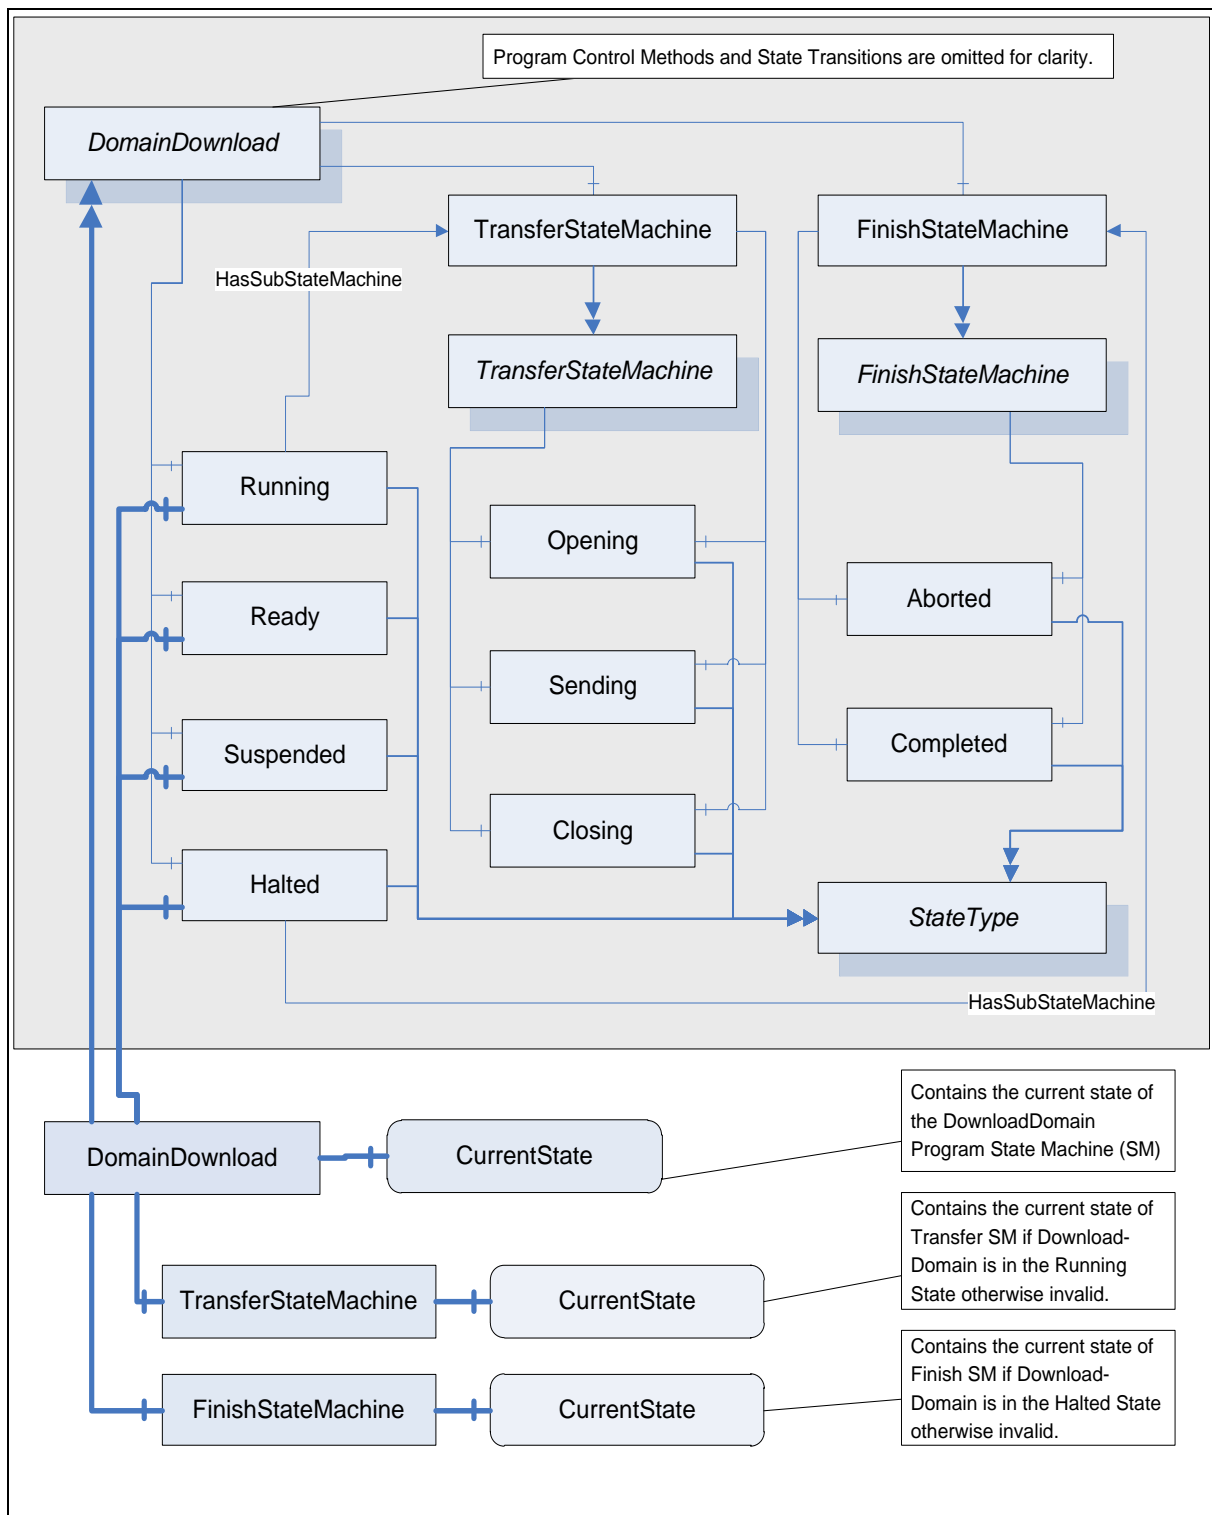 Program Control Methods and State Transitions are omitted for clarity.
DomainDownload
TransferStateMachine
FinishStateMachine
HasSubStateMachine
TransferStateMachine
FinishStateMachine
Running
Opening
Aborted
Ready
Sending
Completed
Suspended
Closing
Halted
StateType
HasSubStateMachine
DomainDownload
CurrentState
Contains the current state of
the DownloadDomain
Program State Machine (SM)
TransferStateMachine
CurrentState
Contains the current state of
Transfer SM if Download-
Domain is in the Running
State otherwise invalid.
FinishStateMachine
CurrentState
Contains the current state of
Finish SM if Download-
Domain is in the Halted State
otherwise invalid.